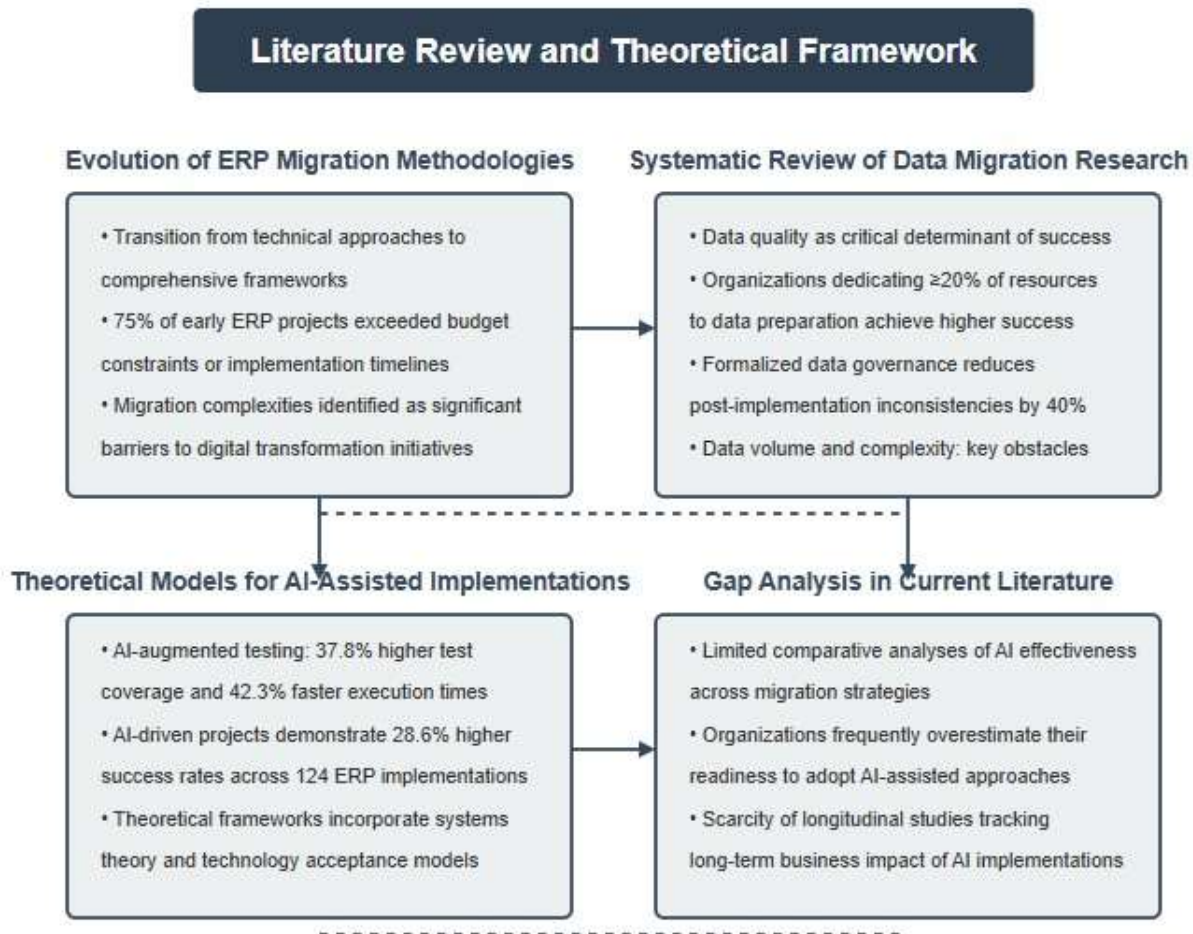 Literature Review and Theoretical Framework
Evolution of ERP Migration Methodologies
• Transition from technical approaches to
comprehensive frameworks
• 75% of early ERP projects exceeded budget
constraints or implementation timelines
• Migration complexities identified as significant
barriers to digital transformation initiatives
Systematic Review of Data Migration Research
• Data quality as critical determinant of success
• Organizations dedicating ≥20% of resources
to data preparation achieve higher success
• Formalized data governance reduces
post-implementation inconsistencies by 40%
• Data volume and complexity: key obstacles
Theoretical Models for AI-Assisted Implementations
• AI-augmented testing: 37.8% higher test
coverage and 42.3% faster execution times
• AI-driven projects demonstrate 28.6% higher
success rates across 124 ERP implementations
• Theoretical frameworks incorporate systems
theory and technology acceptance models
Gap Analysis in Current Literature
• Limited comparative analyses of AI effectiveness
across migration strategies
• Organizations frequently overestimate their
readiness to adopt AI-assisted approaches
• Scarcity of longitudinal studies tracking
long-term business impact of AI implementations